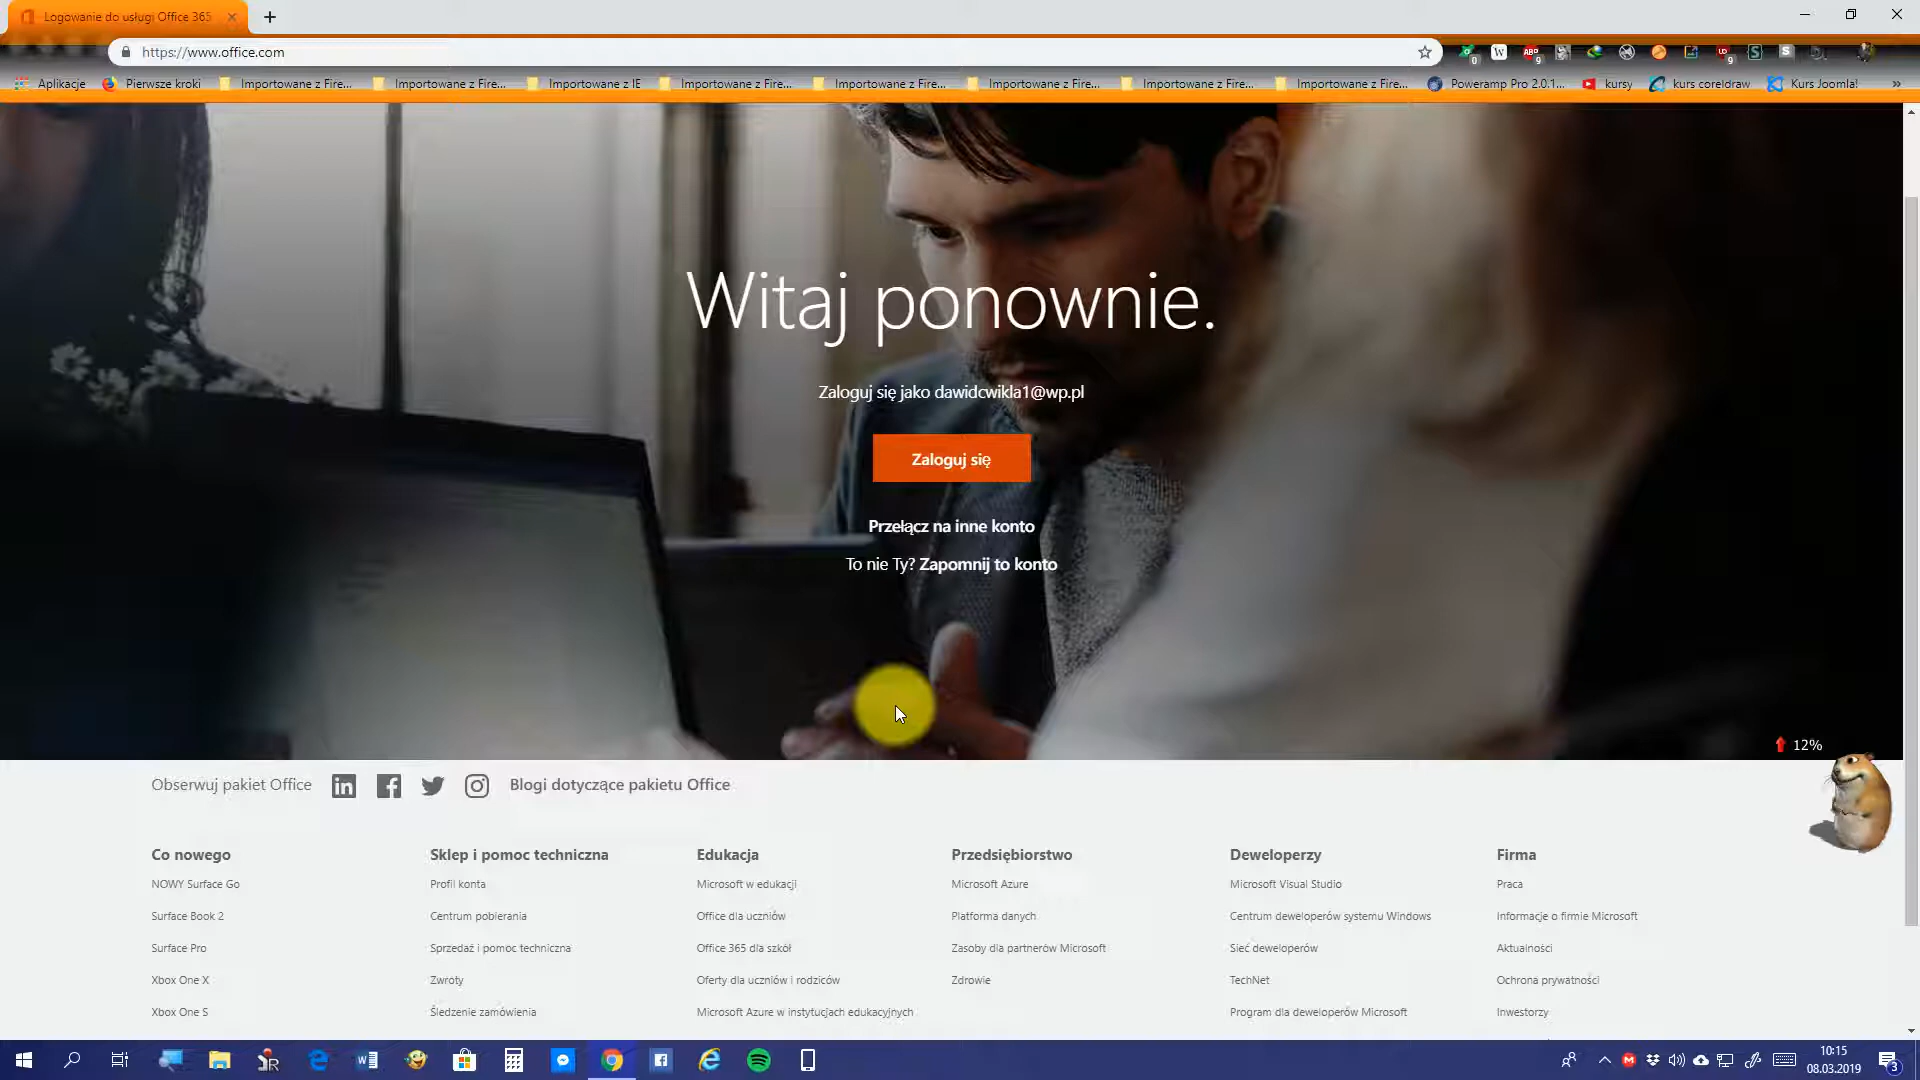 Logowanie do usługi Office 365
https://www.office.com
0
W
ABP
9
UD
9
S
S
Aplikacje
Pierwsze kroki
Importowane z Fire...
Importowane z Fire...
Importowane z IE
Importowane z Fire...
Importowane z Fire...
Importowane z Fire...
Importowane z Fire...
Importowane z Fire...
Poweramp Pro 2.0.1...
kursy
kurs coreldraw
Kurs Joomla!
»
Witaj ponownie.
Zaloguj się jako dawidcwikla1@wp.pl
Zaloguj się
Przełącz na inne konto
To nie Ty? Zapomnij to konto
12%
Obserwuj pakiet Office
Blogi dotyczące pakietu Office
Co nowego
NOWY Surface Go
Surface Book 2
Surface Pro
Xbox One X
Xbox One S
Sklep i pomoc techniczna
Profil konta
Centrum pobierania
Sprzedaż i pomoc techniczna
Zwroty
Śledzenie zamówienia
Edukacja
Microsoft w edukacji
Office dla uczniów
Office 365 dla szkół
Oferty dla uczniów i rodziców
Microsoft Azure w instytucjach edukacyjnych
Przedsiębiorstwo
Microsoft Azure
Platforma danych
Zasoby dla partnerów Microsoft
Zdrowie
Deweloperzy
Microsoft Visual Studio
Centrum deweloperów systemu Windows
Sieć deweloperów
TechNet
Program dla deweloperów Microsoft
Firma
Praca
Informacje o firmie Microsoft
Aktualności
Ochrona prywatności
Inwestorzy
10:15
08.03.2019
3